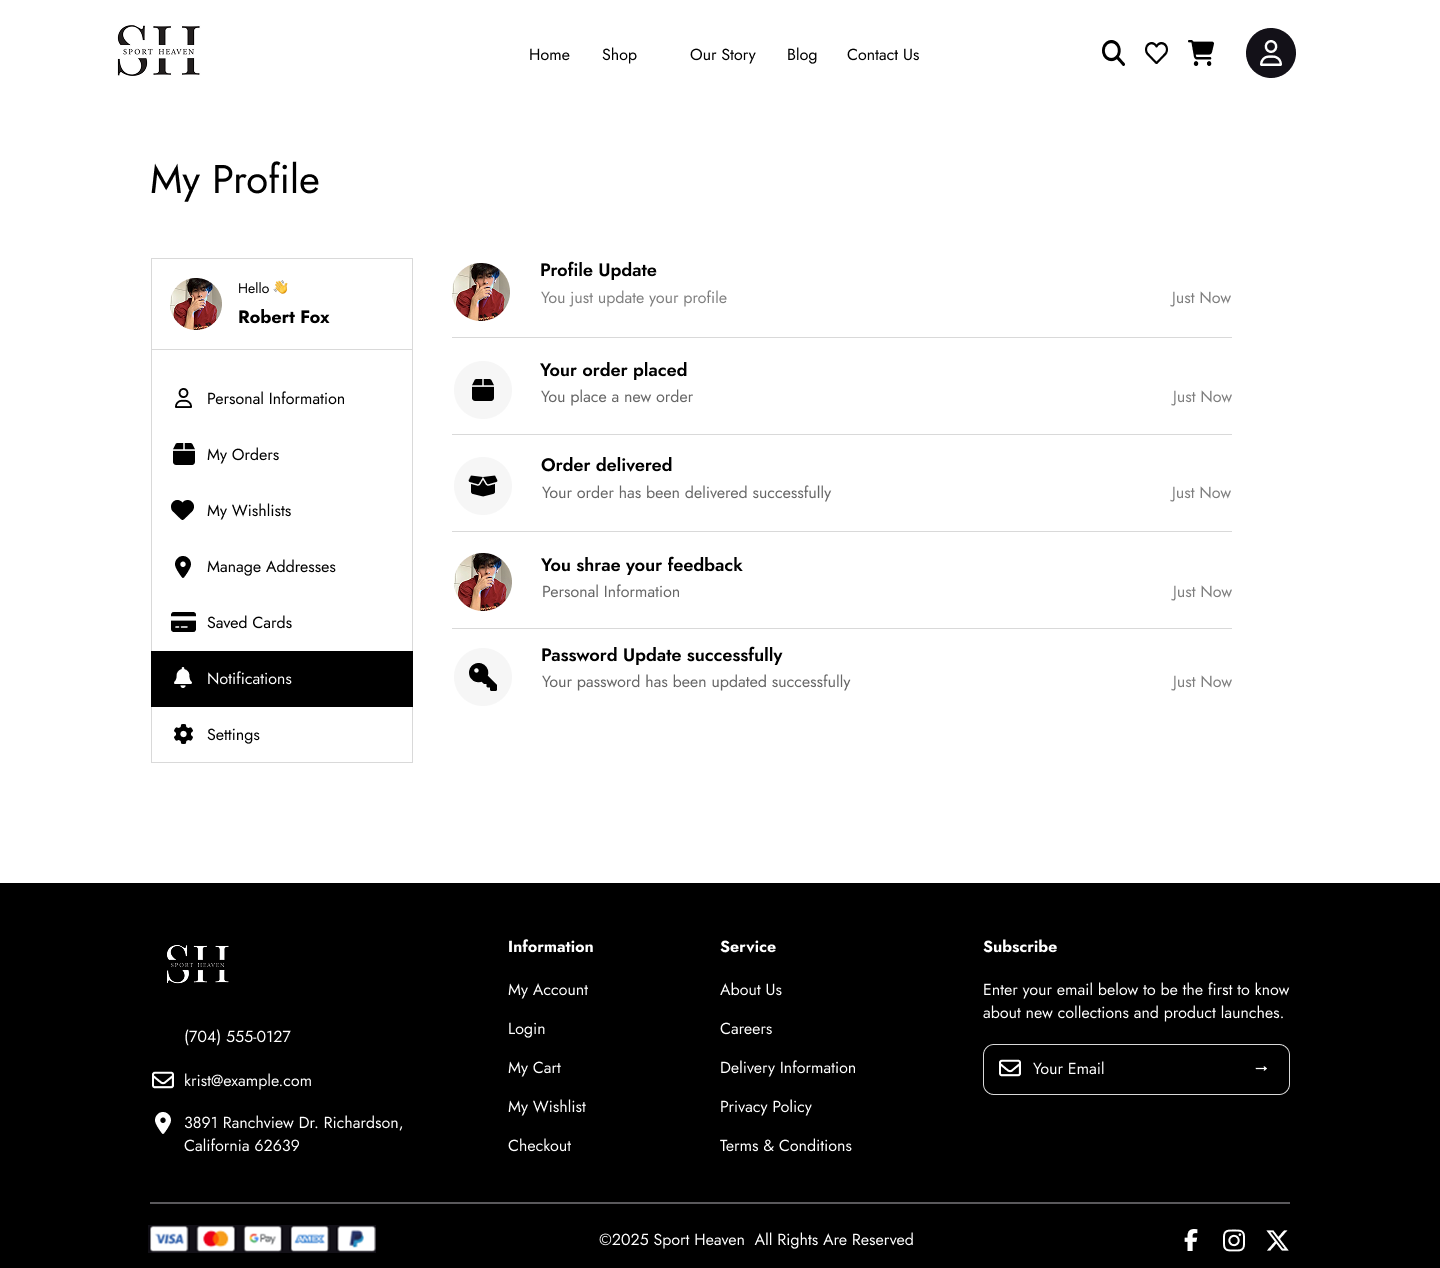 SH
SPORT HEAVEN
Home Shop Our Story Blog Contact Us
My Profile
Hello 👋
Robert Fox
Personal Information
My Orders
My Wishlists
Manage Addresses
Saved Cards
Notifications
Settings
Profile Update
You just update your profile Just Now
Your order placed
You place a new order Just Now
Order delivered
Your order has been delivered successfully Just Now
You shrae your feedback
Personal Information Just Now
Password Update successfully
Your password has been updated successfully Just Now
SH
SPORT HEAVEN
(704) 555-0127
krist@example.com
3891 Ranchview Dr. Richardson,
California 62639
Information
My Account
Login
My Cart
My Wishlist
Checkout
Service
About Us
Careers
Delivery Information
Privacy Policy
Terms & Conditions
Subscribe
Enter your email below to be the first to know
about new collections and product launches.
Your Email →
VISA G Pay AMEX
©2025 Sport Heaven All Rights Are Reserved